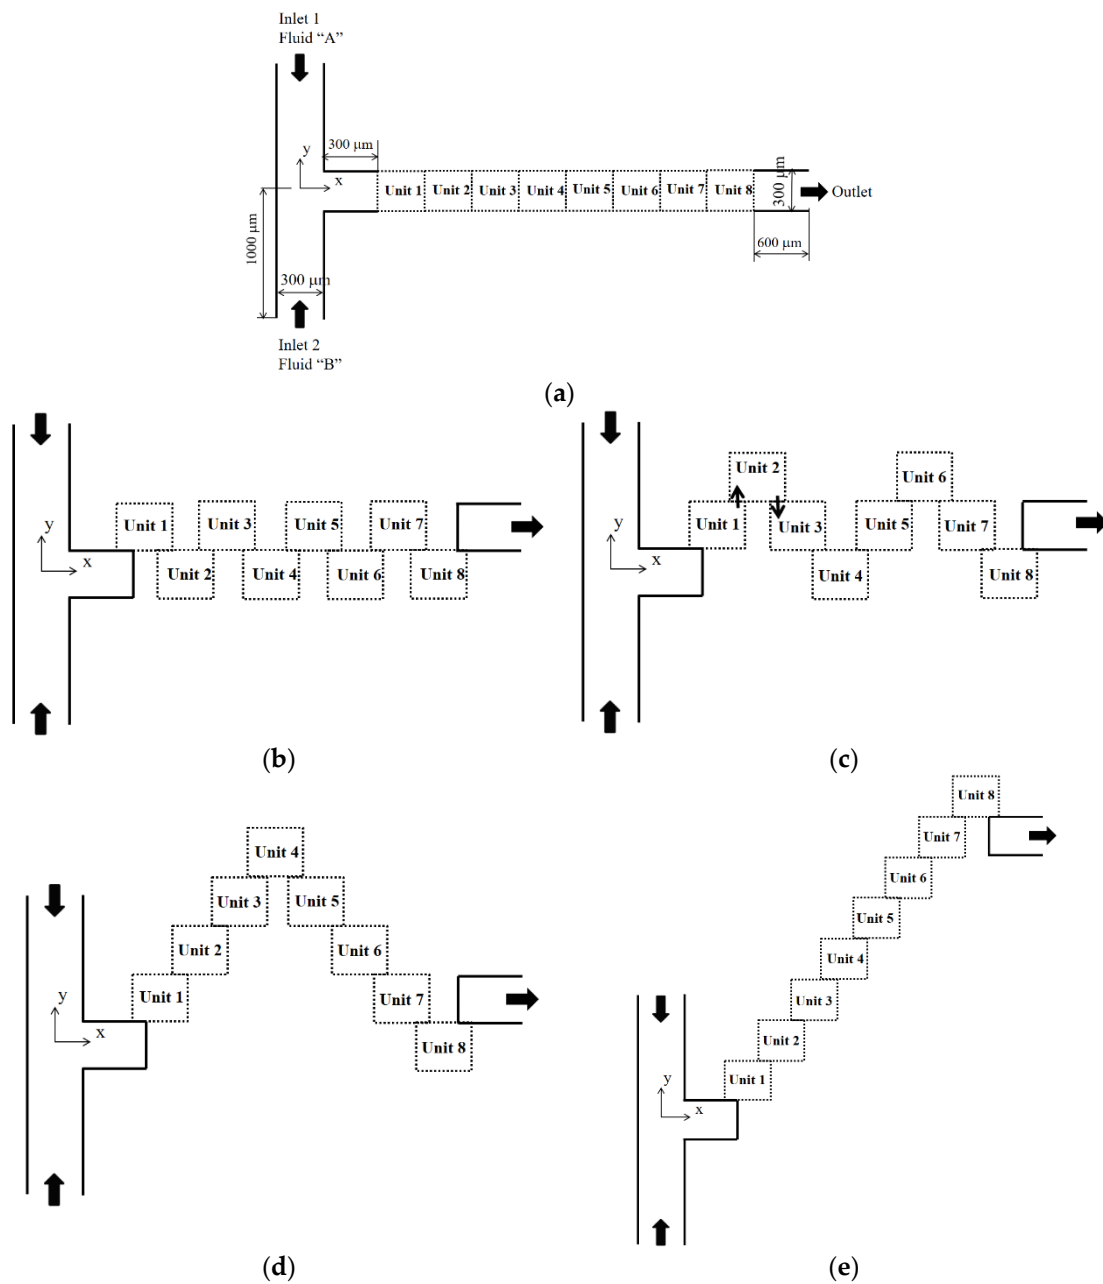 Inlet 1
Fluid “A”
300 μm
y
x
Unit 1 Unit 2 Unit 3 Unit 4 Unit 5 Unit 6 Unit 7 Unit 8
300 μm
Outlet
1000 μm
300 μm
600 μm
Inlet 2
Fluid “B”
(a)
y
x
Unit 1 Unit 3 Unit 5 Unit 7
Unit 2 Unit 4 Unit 6 Unit 8
(b)
Unit 2 Unit 6
Unit 1 Unit 3 Unit 5 Unit 7
y
x
Unit 4 Unit 8
(c)
Unit 4
Unit 3 Unit 5
Unit 2 Unit 6
Unit 1 Unit 7
y
x
Unit 8
(d)
Unit 8
Unit 7
Unit 6
Unit 5
Unit 4
Unit 3
Unit 2
Unit 1
y
x
(e)